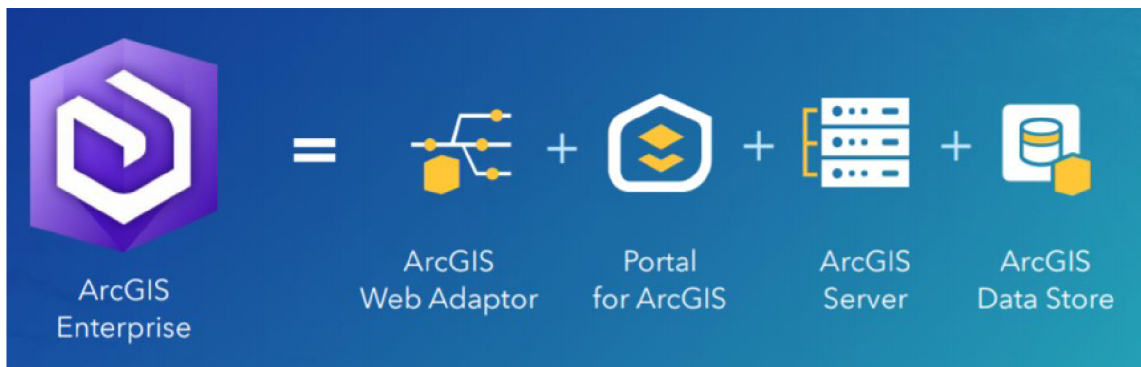 ArcGIS
Enterprise
=
ArcGIS
Web Adaptor
+
Portal
for ArcGIS
+
ArcGIS
Server
+
ArcGIS
Data Store